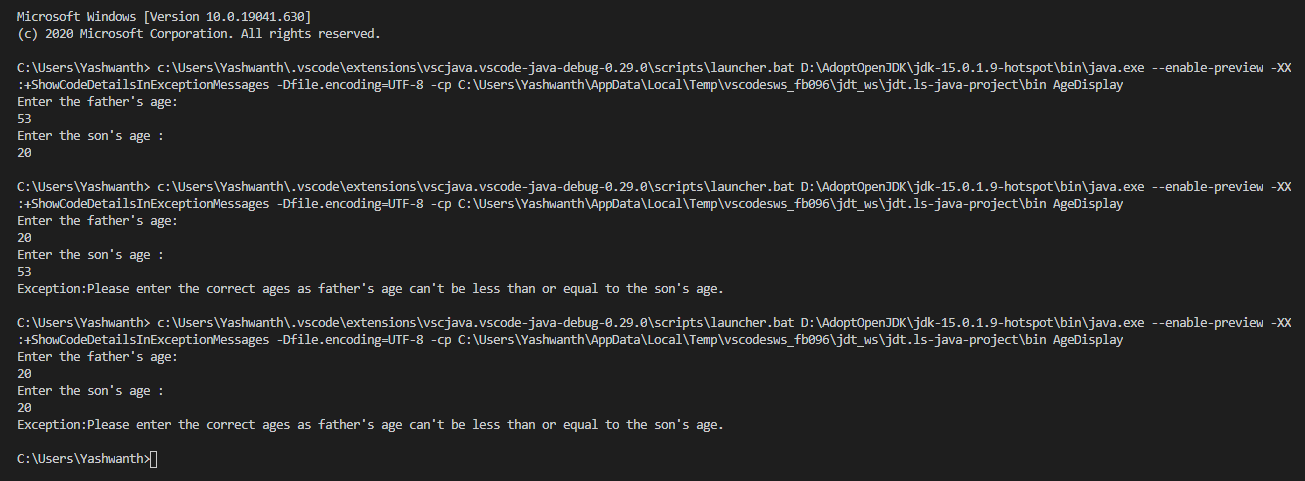 Microsoft Windows [Version 10.0.19041.630]
(c) 2020 Microsoft Corporation. All rights reserved.
C:\Users\Yashwanth> c:\Users\Yashwanth\.vscode\extensions\vscjava.vscode-java-debug-0.29.0\scripts\launcher.bat D:\AdoptOpenJDK\jdk-15.0.1.9-hotspot\bin\java.exe --enable-preview -XX
:+ShowCodeDetailsInExceptionMessages -Dfile.encoding=UTF-8 -cp C:\Users\Yashwanth\AppData\Local\Temp\vscodesws_fb096\jdt_ws\jdt.ls-java-project\bin AgeDisplay
Enter the father's age:
53
Enter the son's age :
20
C:\Users\Yashwanth> c:\Users\Yashwanth\.vscode\extensions\vscjava.vscode-java-debug-0.29.0\scripts\launcher.bat D:\AdoptOpenJDK\jdk-15.0.1.9-hotspot\bin\java.exe --enable-preview -XX
:+ShowCodeDetailsInExceptionMessages -Dfile.encoding=UTF-8 -cp C:\Users\Yashwanth\AppData\Local\Temp\vscodesws_fb096\jdt_ws\jdt.ls-java-project\bin AgeDisplay
Enter the father's age:
20
Enter the son's age :
53
Exception:Please enter the correct ages as father's age can't be less than or equal to the son's age.
C:\Users\Yashwanth> c:\Users\Yashwanth\.vscode\extensions\vscjava.vscode-java-debug-0.29.0\scripts\launcher.bat D:\AdoptOpenJDK\jdk-15.0.1.9-hotspot\bin\java.exe --enable-preview -XX
:+ShowCodeDetailsInExceptionMessages -Dfile.encoding=UTF-8 -cp C:\Users\Yashwanth\AppData\Local\Temp\vscodesws_fb096\jdt_ws\jdt.ls-java-project\bin AgeDisplay
Enter the father's age:
20
Enter the son's age :
20
Exception:Please enter the correct ages as father's age can't be less than or equal to the son's age.
C:\Users\Yashwanth>